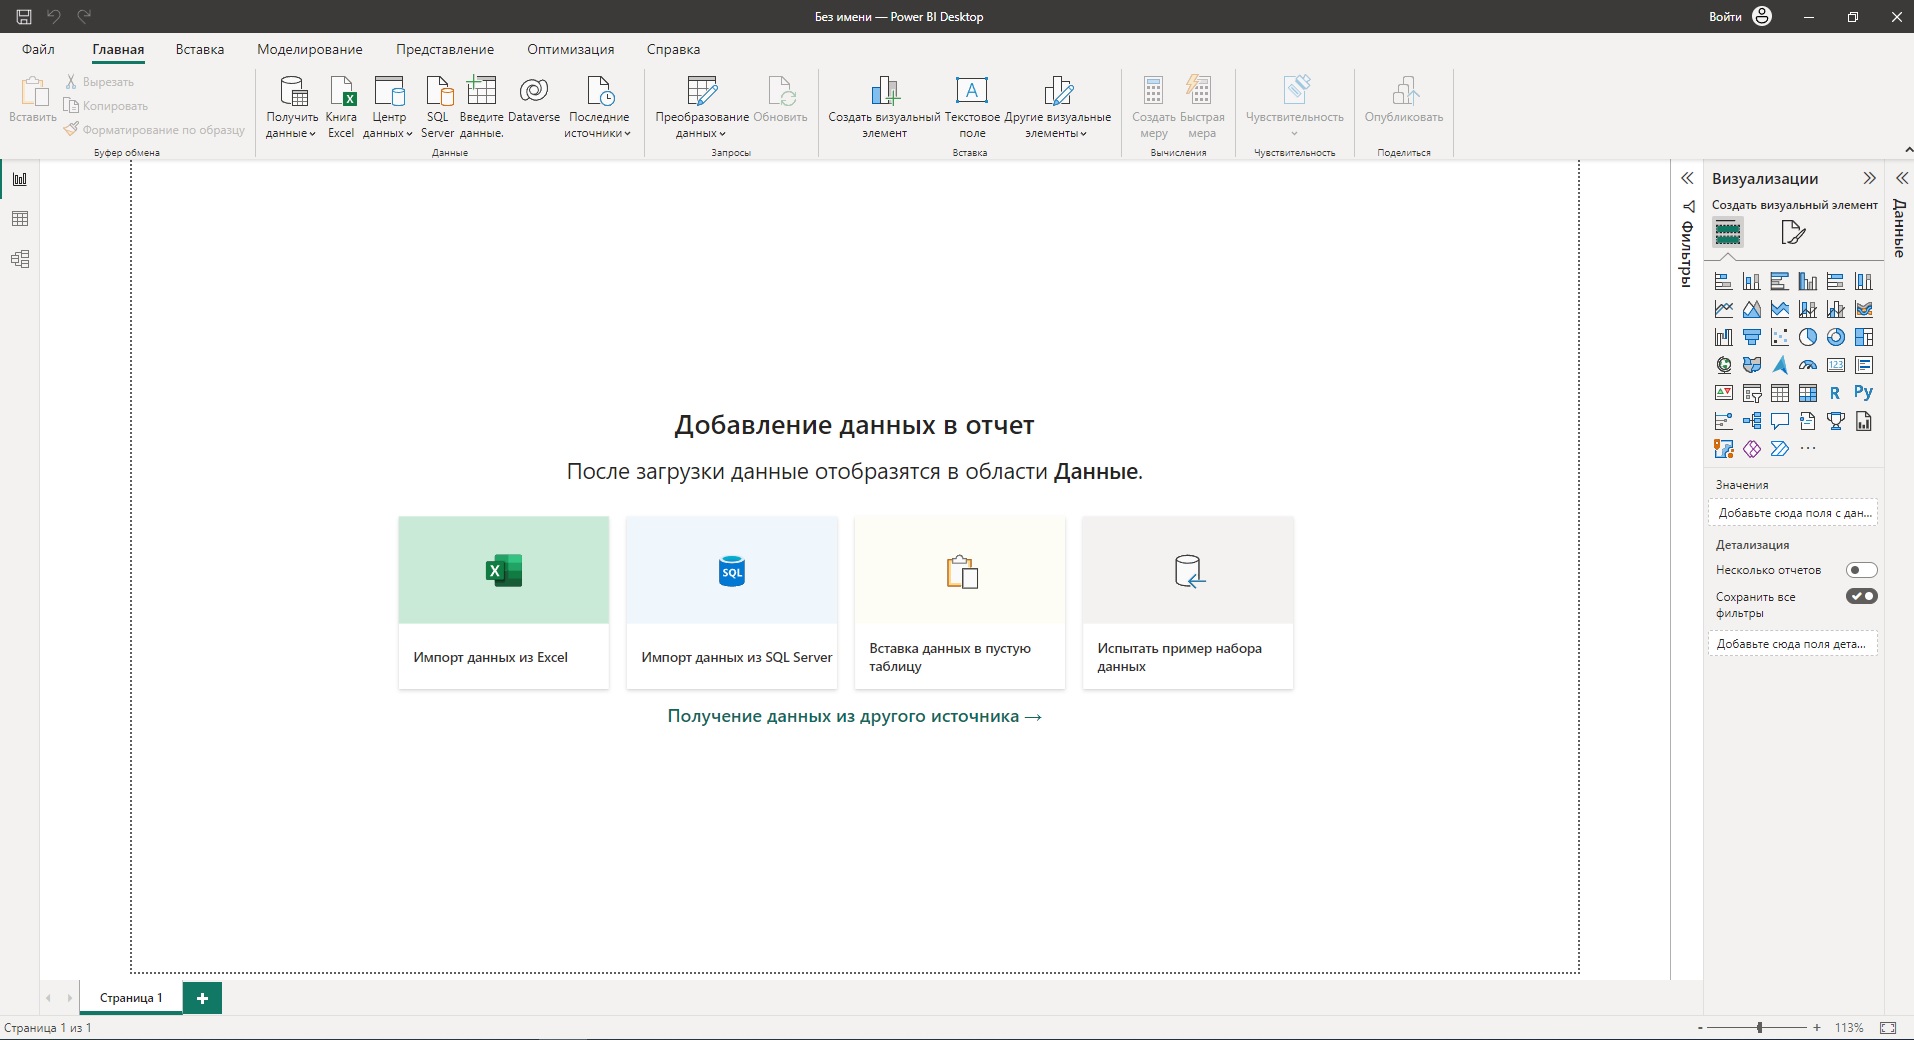 Без имени — Power BI Desktop
Войти
Файл
Главная
Вставка
Моделирование
Представление
Оптимизация
Справка
Вставить
Вырезать
Копировать
Форматирование по образцу
Буфер обмена
Получить
данные
Книга
Excel
Центр
данных
SQL
Server
Введите
данные.
Dataverse
Последние
источники
Данные
Преобразование
данных
Обновить
Запросы
Создать визуальный
элемент
Текстовое
поле
Другие визуальные
элементы
Вставка
Создать
меру
Быстрая
мера
Вычисления
Чувствительность
Чувствительность
Опубликовать
Поделиться
Добавление данных в отчет
После загрузки данные отобразятся в области Данные.
SQL
Импорт данных из Excel
Импорт данных из SQL Server
Вставка данных в пустую
таблицу
Испытать пример набора
данных
Получение данных из другого источника →
Фильтры
Визуализации
Создать визуальный элемент
123
R
Py
Значения
Добавьте сюда поля с дан...
Детализация
Несколько отчетов
Сохранить все
фильтры
Добавьте сюда поля дета...
Данные
Страница 1
Страница 1 из 1
113%